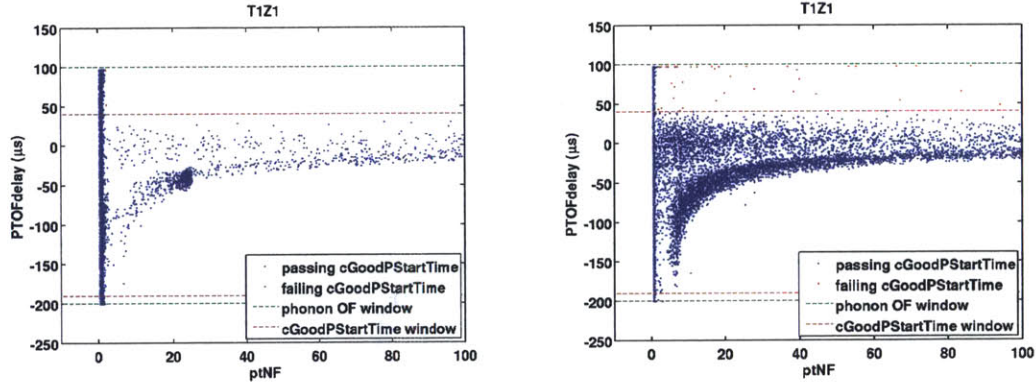 T1Z1
150
100
50
0
-50
-100
-150
-200
-250
PTOFdelay (µs)
0 20 40 60 80 100
ptNF
passing cGoodPStartTime
failing cGoodPStartTime
phonon OF window
cGoodPStartTime window
T1Z1
150
100
50
0
-50
-100
-150
-200
-250
PTOFdelay (µs)
0 20 40 60 80 100
ptNF
passing cGoodPStartTime
failing cGoodPStartTime
phonon OF window
cGoodPStartTime window